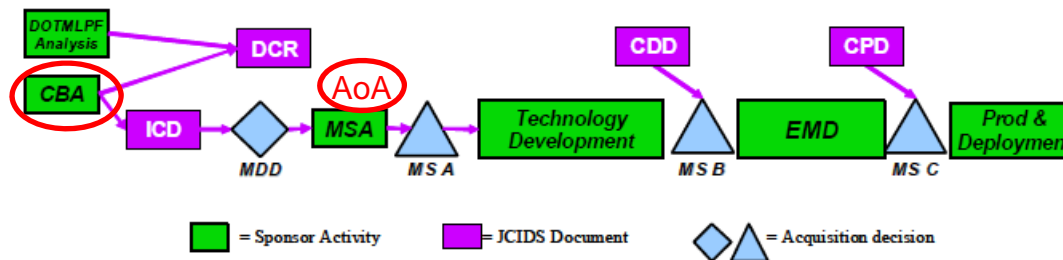 DOTMLPF
Analysis
DCR
CBA
ICD
MDD
AoA
MSA
MS A
Technology
Development
CDD
MS B
EMD
CPD
MS C
Prod &
Deploymen
= Sponsor Activity
= JCIDS Document
= Acquisition decision